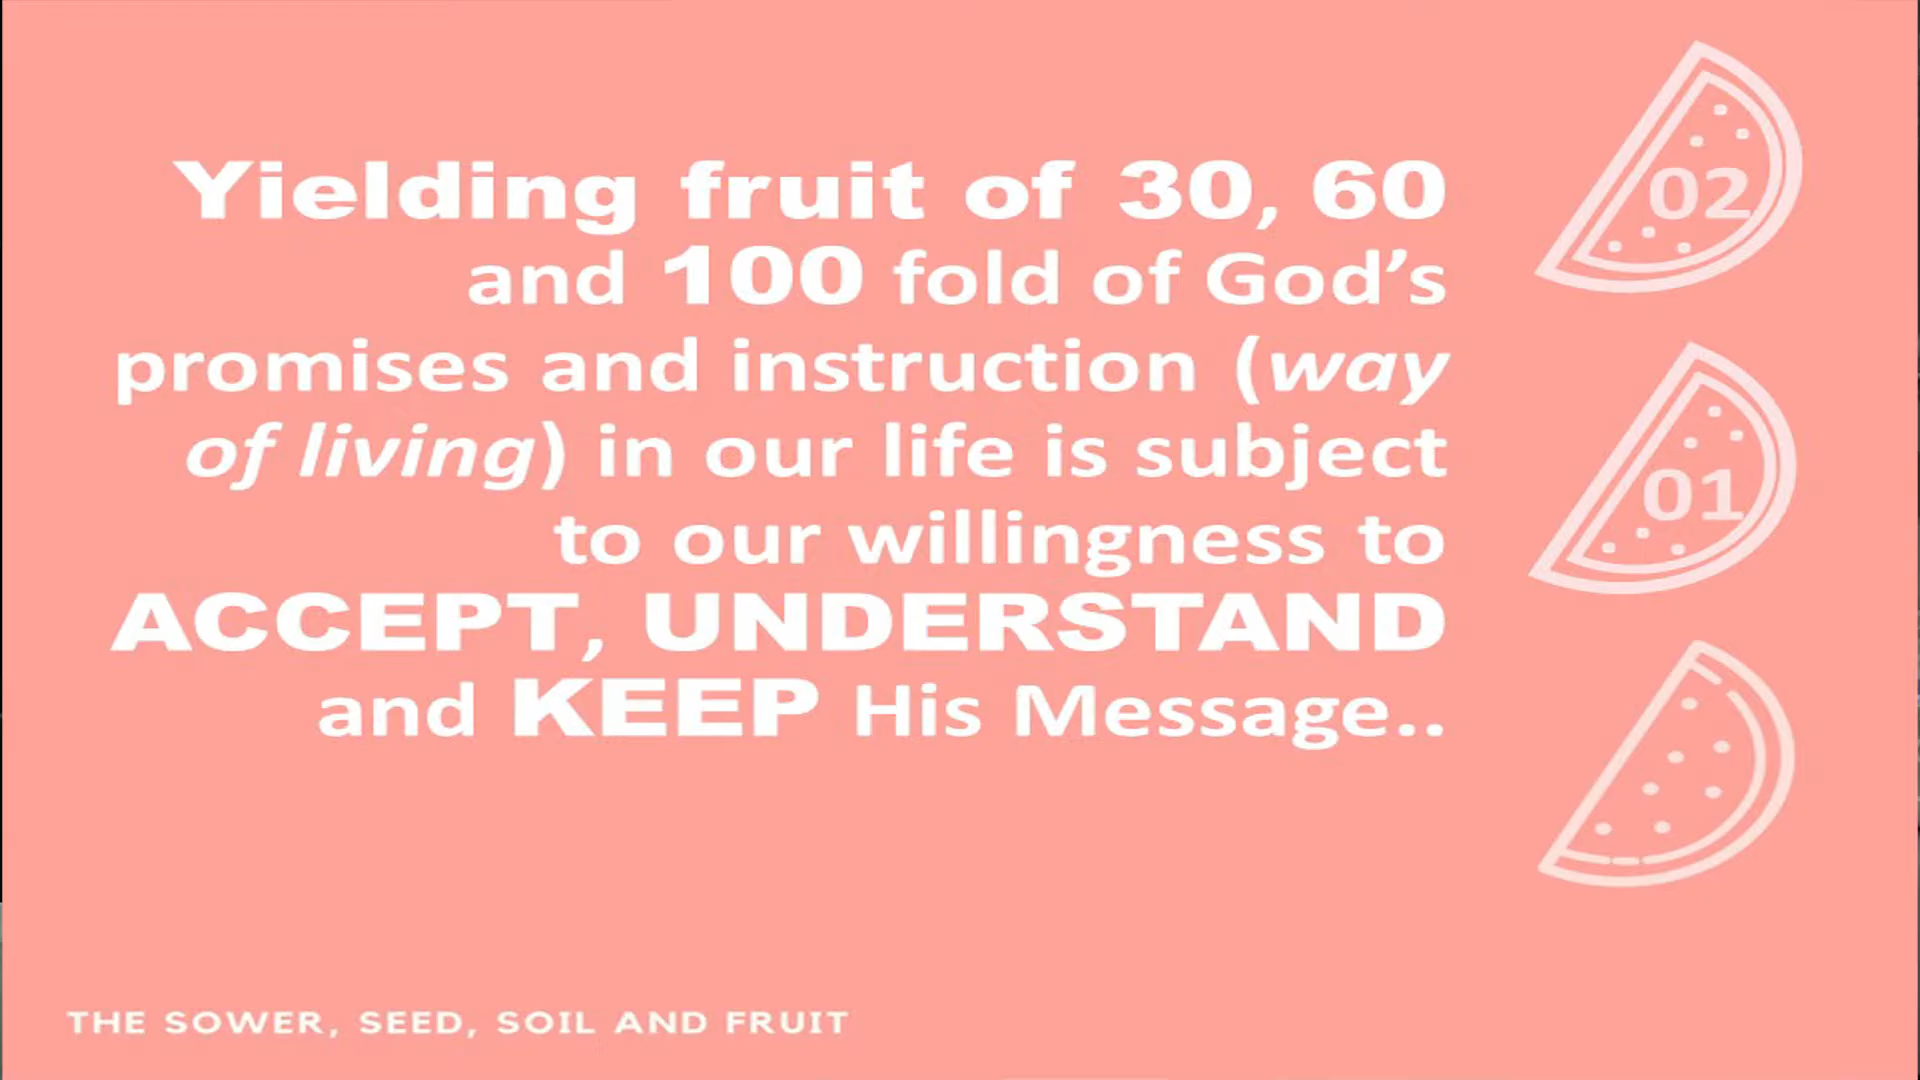 Yielding fruit of 30, 60
and 100 fold of God’s
promises and instruction (way
of living) in our life is subject
to our willingness to
ACCEPT, UNDERSTAND
and KEEP His Message..
02
01
THE SOWER, SEED, SOIL AND FRUIT